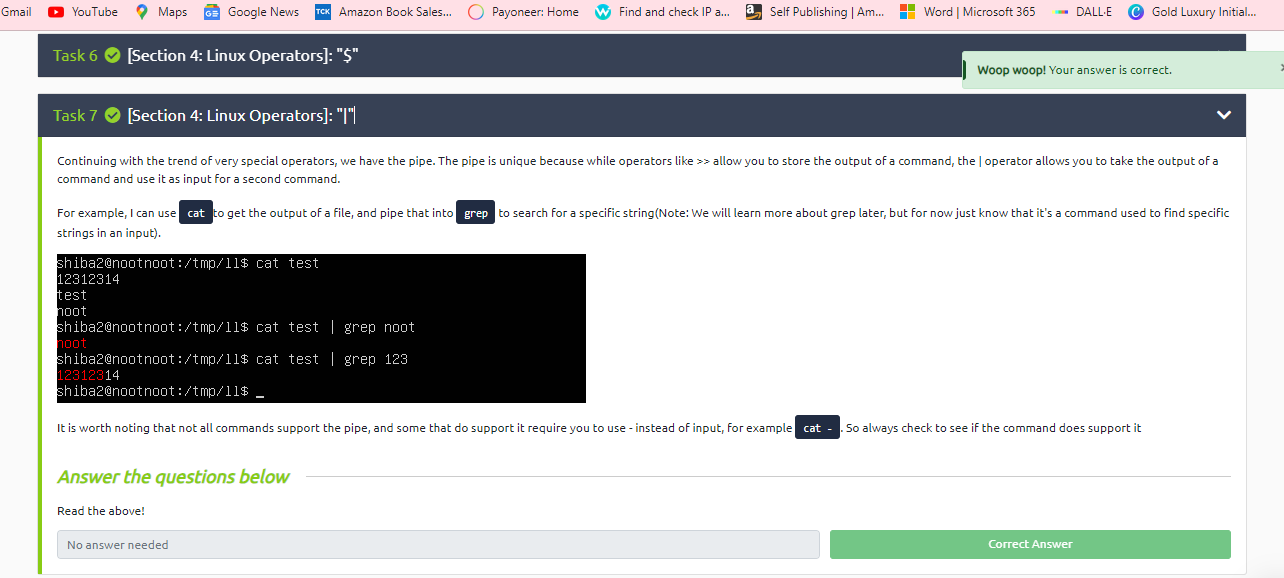 Gmail YouTube Maps Google News TCK Amazon Book Sales... Payoneer: Home Find and check IP a... Self Publishing | Am... Word | Microsoft 365 DALL·E Gold Luxury Initial...
Task 6 [Section 4: Linux Operators]: "$"
Woop woop! Your answer is correct.
Task 7 [Section 4: Linux Operators]: "|"
Continuing with the trend of very special operators, we have the pipe. The pipe is unique because while operators like >> allow you to store the output of a command, the | operator allows you to take the output of a
command and use it as input for a second command.
For example, I can use cat to get the output of a file, and pipe that into grep to search for a specific string(Note: We will learn more about grep later, but for now just know that it's a command used to find specific
strings in an input).
shiba2@nootnoot:/tmp/ll$ cat test
12312314
test
noot
shiba2@nootnoot:/tmp/ll$ cat test | grep noot
noot
shiba2@nootnoot:/tmp/ll$ cat test | grep 123
12312314
shiba2@nootnoot:/tmp/ll$ _
It is worth noting that not all commands support the pipe, and some that do support it require you to use - instead of input, for example cat - . So always check to see if the command does support it
Answer the questions below
Read the above!
No answer needed
Correct Answer